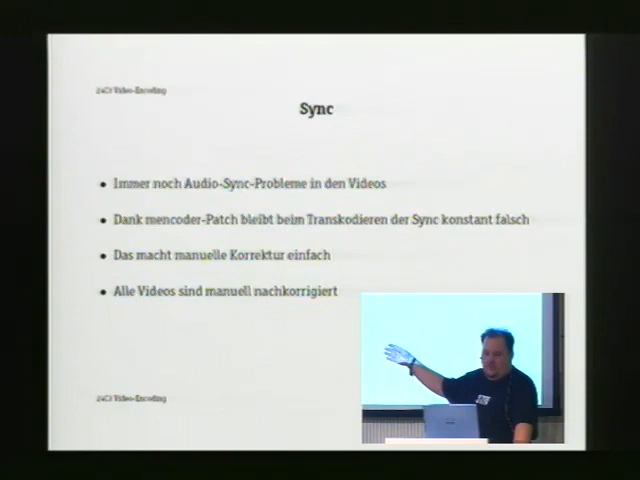 24C3 Video-Encoding
Sync
• Immer noch Audio-Sync-Probleme in den Videos
• Dank mencoder-Patch bleibt beim Transkodieren der Sync konstant falsch
• Das macht manuelle Korrektur einfach
• Alle Videos sind manuell nachkorrigiert
24C3 Video-Encoding